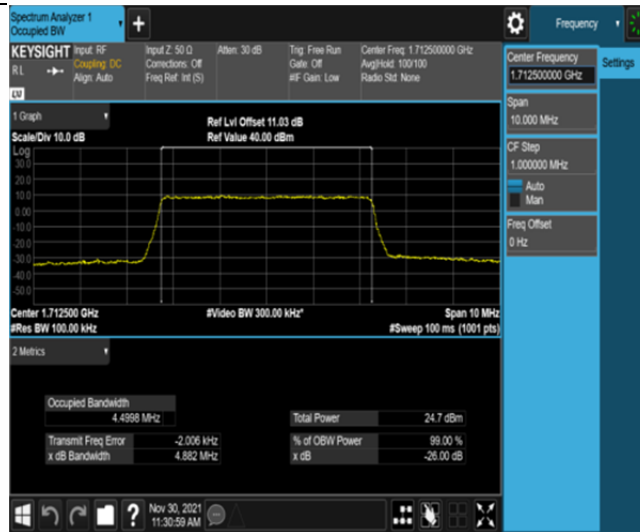 Spectrum Analyzer 1
Occupied BW
Frequency
KEYSIGHT
Input: RF
Coupling: DC
Align: Auto
Input Z: 50 Ω
Corrections: Off
Freq Ref: Int (S)
Atten: 30 dB
Trig: Free Run
Gate: Off
#IF Gain: Low
Center Freq: 1.712500000 GHz
Avg|Hold: 100/100
Radio Std: None
RL
LXI
Center Frequency
1.712500000 GHz
Settings
Span
10.000 MHz
CF Step
1.000000 MHz
Auto
Man
Freq Offset
0 Hz
1 Graph
Scale/Div 10.0 dB
Ref Lvl Offset 11.03 dB
Ref Value 40.00 dBm
Log
30.0
20.0
10.0
0.00
-10.0
-20.0
-30.0
-40.0
-50.0
Center 1.712500 GHz
#Res BW 100.00 kHz
#Video BW 300.00 kHz*
Span 10 MHz
#Sweep 100 ms (1001 pts)
2 Metrics
Occupied Bandwidth
4.4998 MHz
Total Power 24.7 dBm
Transmit Freq Error -2.006 kHz
% of OBW Power 99.00 %
x dB Bandwidth 4.882 MHz
x dB -26.00 dB
?
Nov 30, 2021
11:30:59 AM